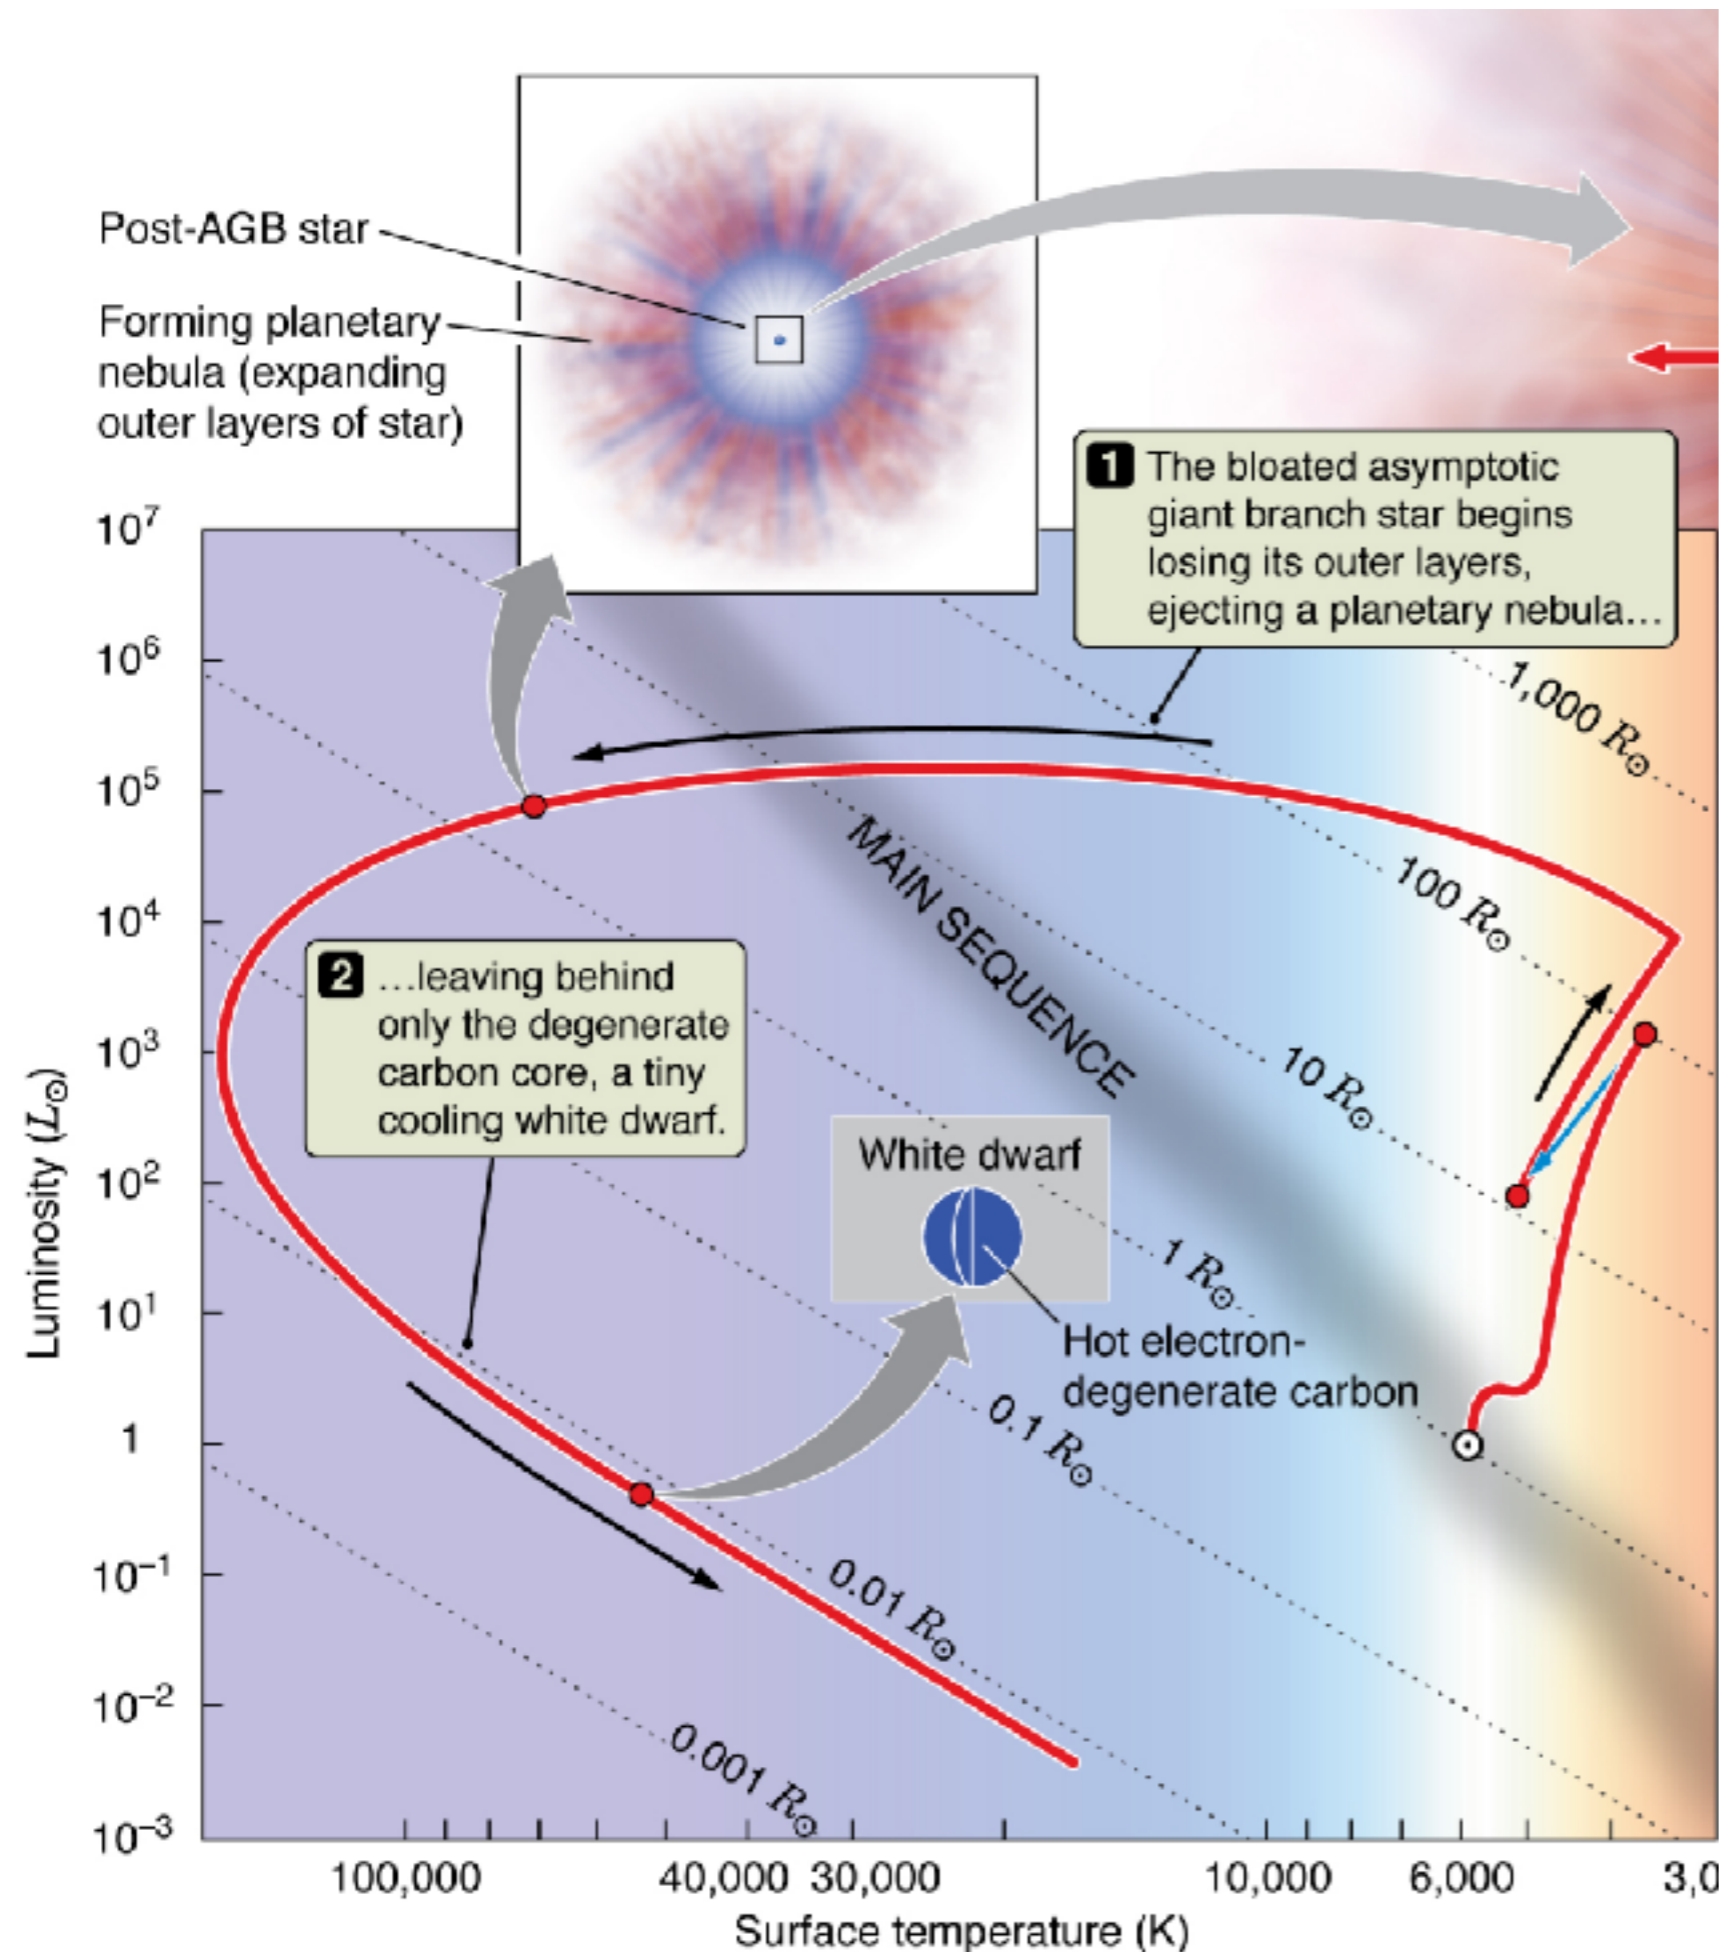 Post-AGB star
Forming planetary
nebula (expanding
outer layers of star)
1 The bloated asymptotic
giant branch star begins
losing its outer layers,
ejecting a planetary nebula…
10⁷
10⁶
10⁵
10⁴
10³
10²
10¹
1
10⁻¹
10⁻²
10⁻³
Luminosity (L☉)
1,000 R☉
100 R☉
10 R☉
1 R☉
0.1 R☉
0.01 R☉
0.001 R☉
MAIN SEQUENCE
2 …leaving behind
only the degenerate
carbon core, a tiny
cooling white dwarf.
White dwarf
Hot electron-
degenerate carbon
100,000 40,000 30,000 10,000 6,000 3,0
Surface temperature (K)